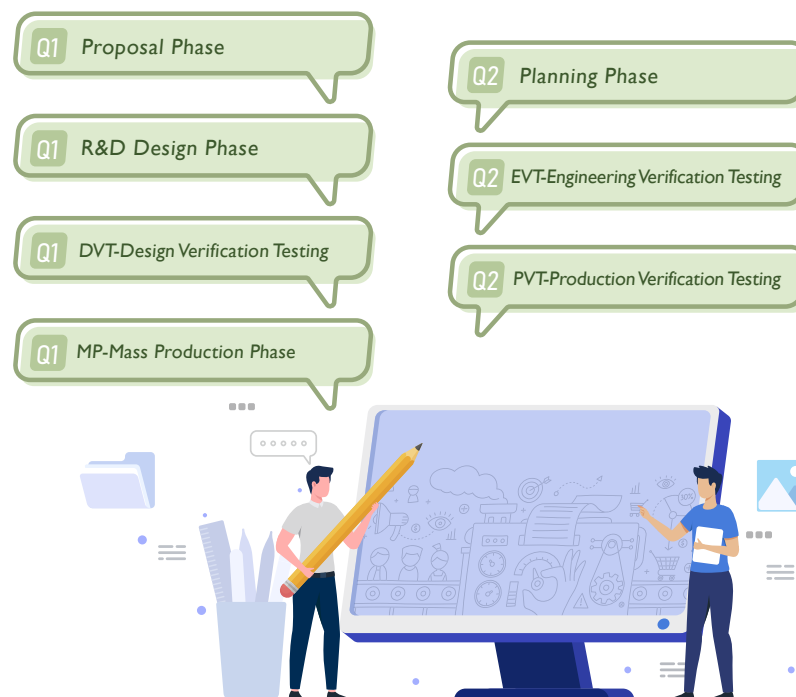 Q1 Proposal Phase
Q2 Planning Phase
Q1 R&D Design Phase
Q2 EVT-Engineering Verification Testing
Q1 DVT-Design Verification Testing
Q2 PVT-Production Verification Testing
Q1 MP-Mass Production Phase